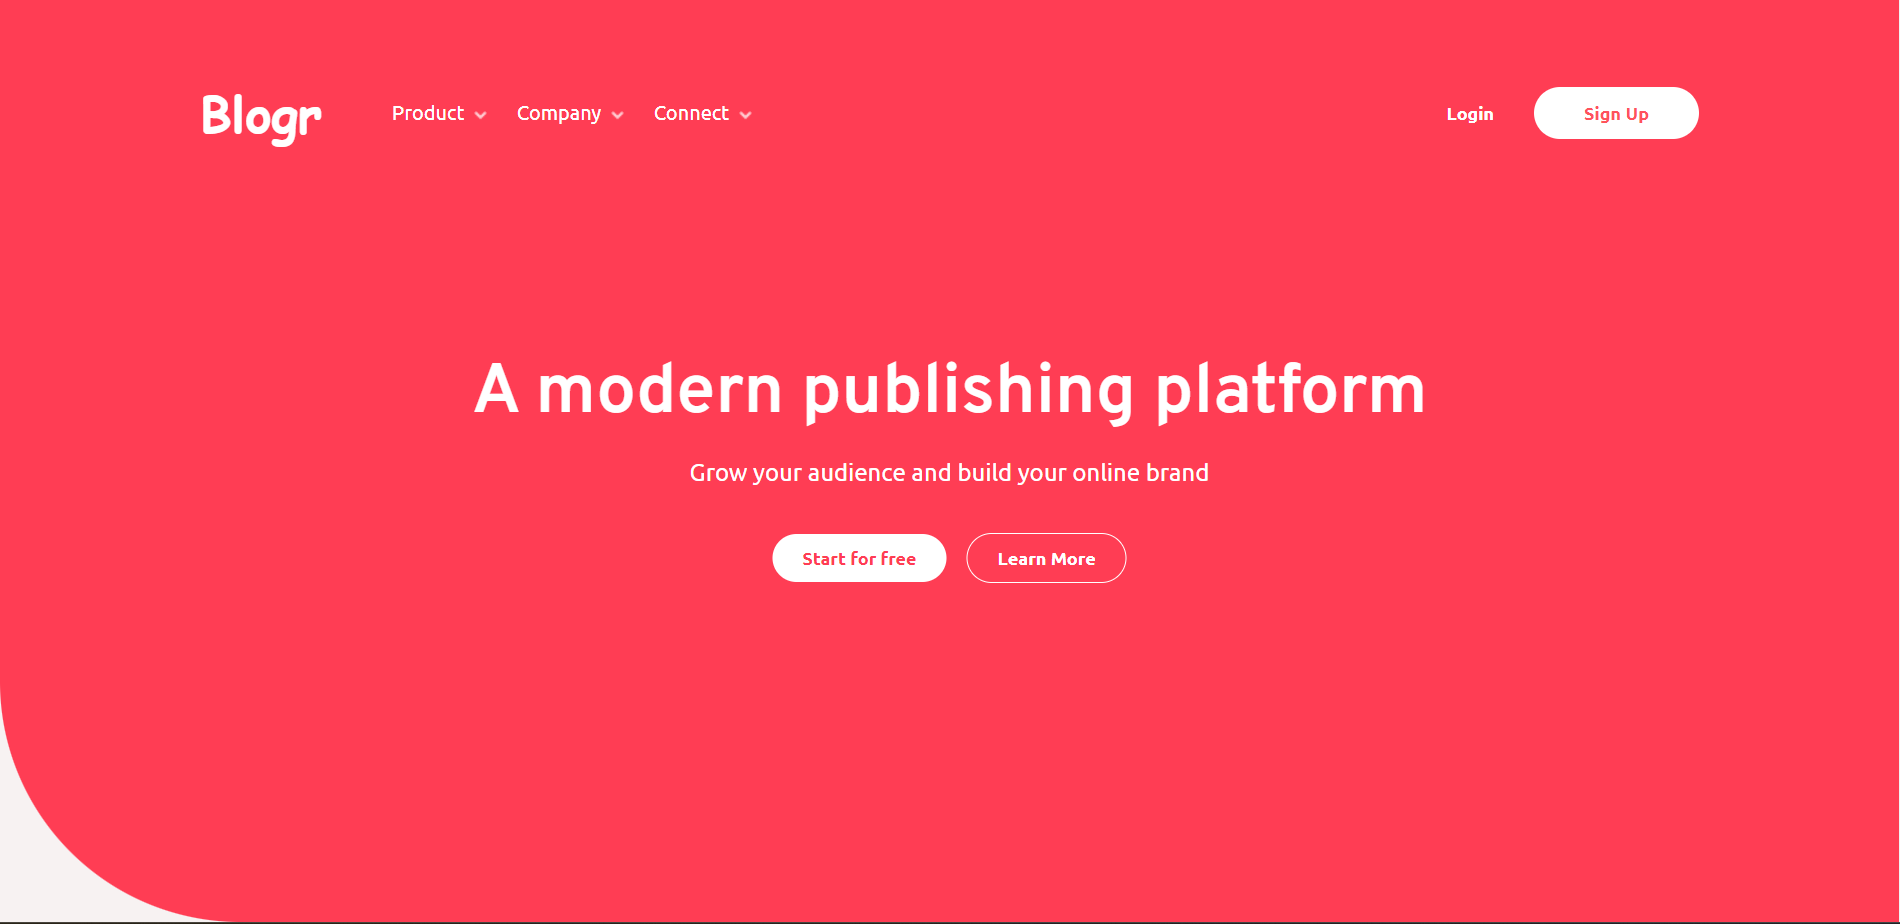 Blogr Product Company Connect Login Sign Up
A modern publishing platform
Grow your audience and build your online brand
Start for free Learn More